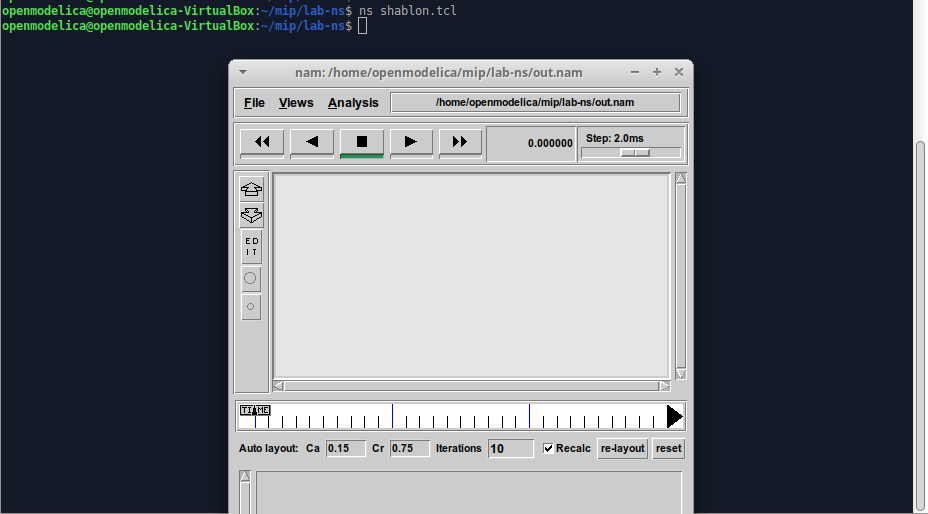 openmodelica@openmodelica-VirtualBox:~/mip/lab-ns$ ns shablon.tcl
openmodelica@openmodelica-VirtualBox:~/mip/lab-ns$
nam: /home/openmodelica/mip/lab-ns/out.nam
File Views Analysis /home/openmodelica/mip/lab-ns/out.nam
0.000000 Step: 2.0ms
ED
IT
TIME
Auto layout: Ca 0.15 Cr 0.75 Iterations 10 Recalc re-layout reset